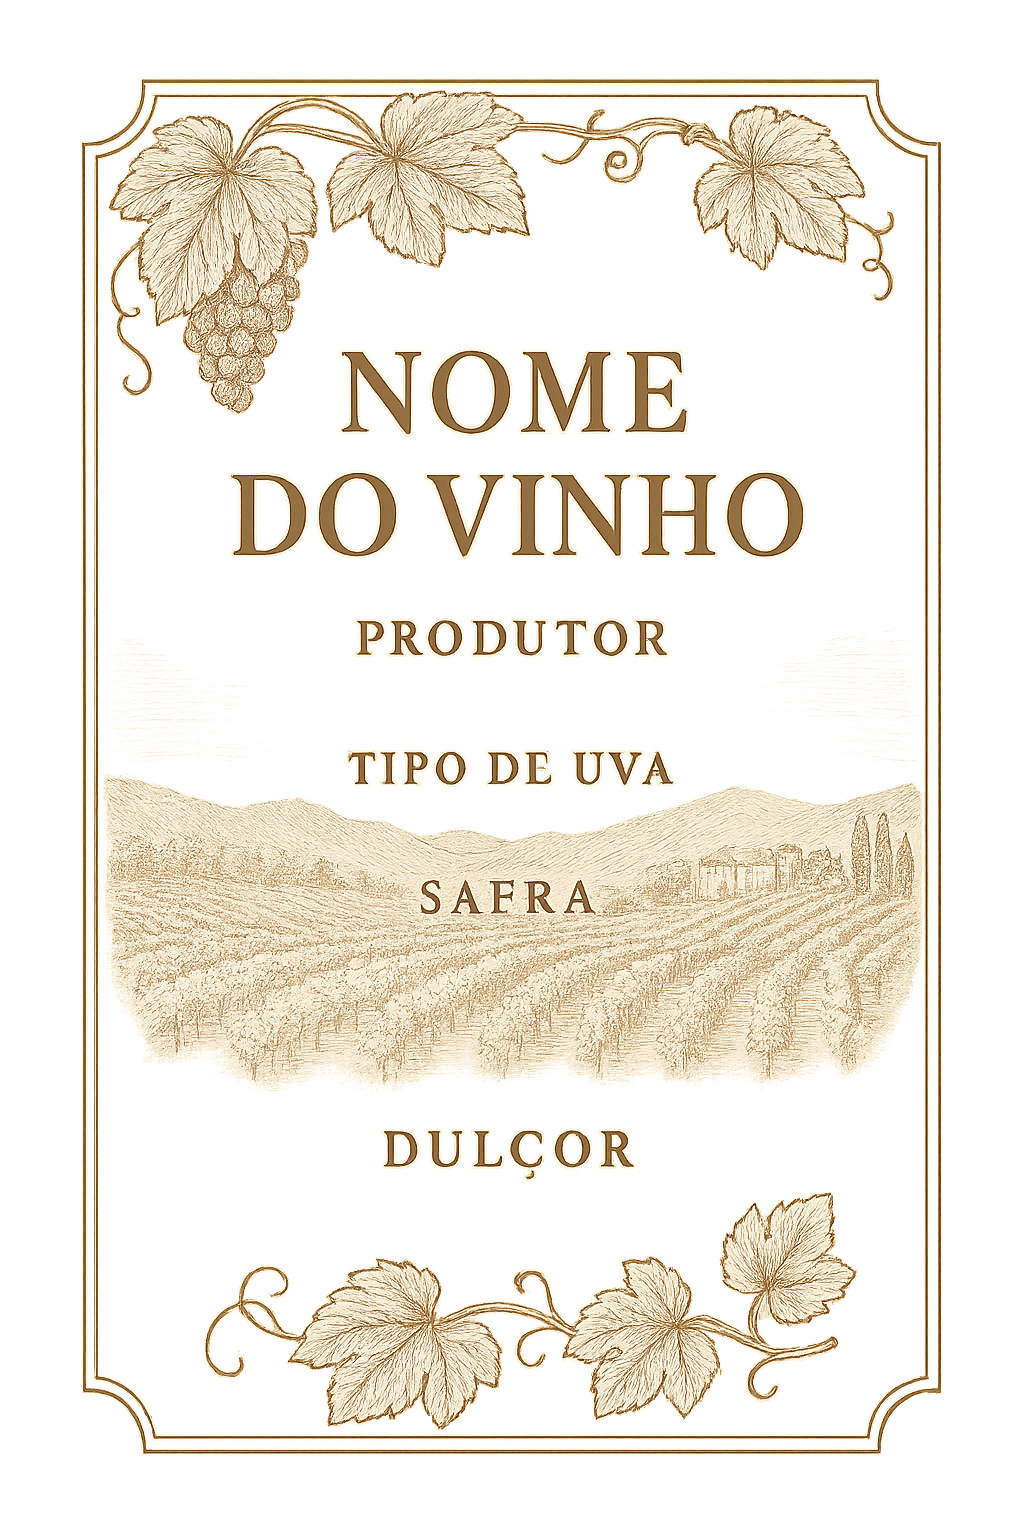 NOME
DO VINHO
PRODUTOR
TIPO DE UVA
SAFRA
DULÇOR